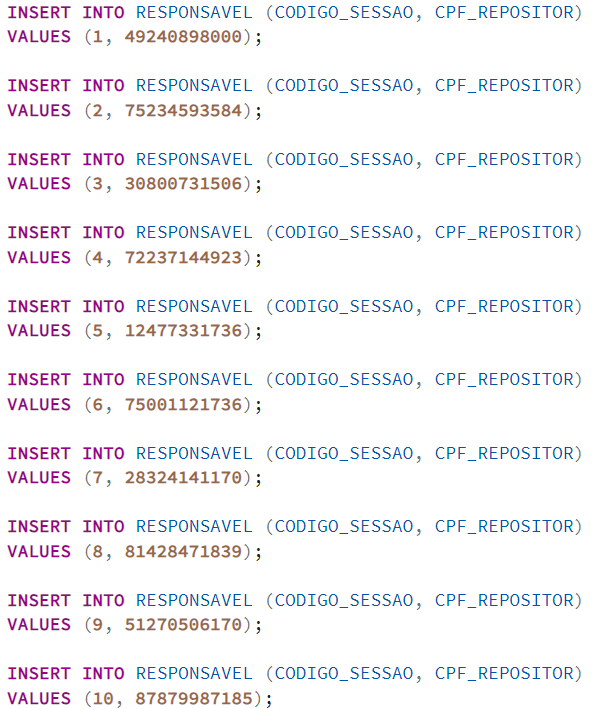 INSERT INTO RESPONSAVEL (CODIGO_SESSAO, CPF_REPOSITOR)
VALUES (1, 49240898000);
INSERT INTO RESPONSAVEL (CODIGO_SESSAO, CPF_REPOSITOR)
VALUES (2, 75234593584);
INSERT INTO RESPONSAVEL (CODIGO_SESSAO, CPF_REPOSITOR)
VALUES (3, 30800731506);
INSERT INTO RESPONSAVEL (CODIGO_SESSAO, CPF_REPOSITOR)
VALUES (4, 72237144923);
INSERT INTO RESPONSAVEL (CODIGO_SESSAO, CPF_REPOSITOR)
VALUES (5, 12477331736);
INSERT INTO RESPONSAVEL (CODIGO_SESSAO, CPF_REPOSITOR)
VALUES (6, 75001121736);
INSERT INTO RESPONSAVEL (CODIGO_SESSAO, CPF_REPOSITOR)
VALUES (7, 28324141170);
INSERT INTO RESPONSAVEL (CODIGO_SESSAO, CPF_REPOSITOR)
VALUES (8, 81428471839);
INSERT INTO RESPONSAVEL (CODIGO_SESSAO, CPF_REPOSITOR)
VALUES (9, 51270506170);
INSERT INTO RESPONSAVEL (CODIGO_SESSAO, CPF_REPOSITOR)
VALUES (10, 87879987185);